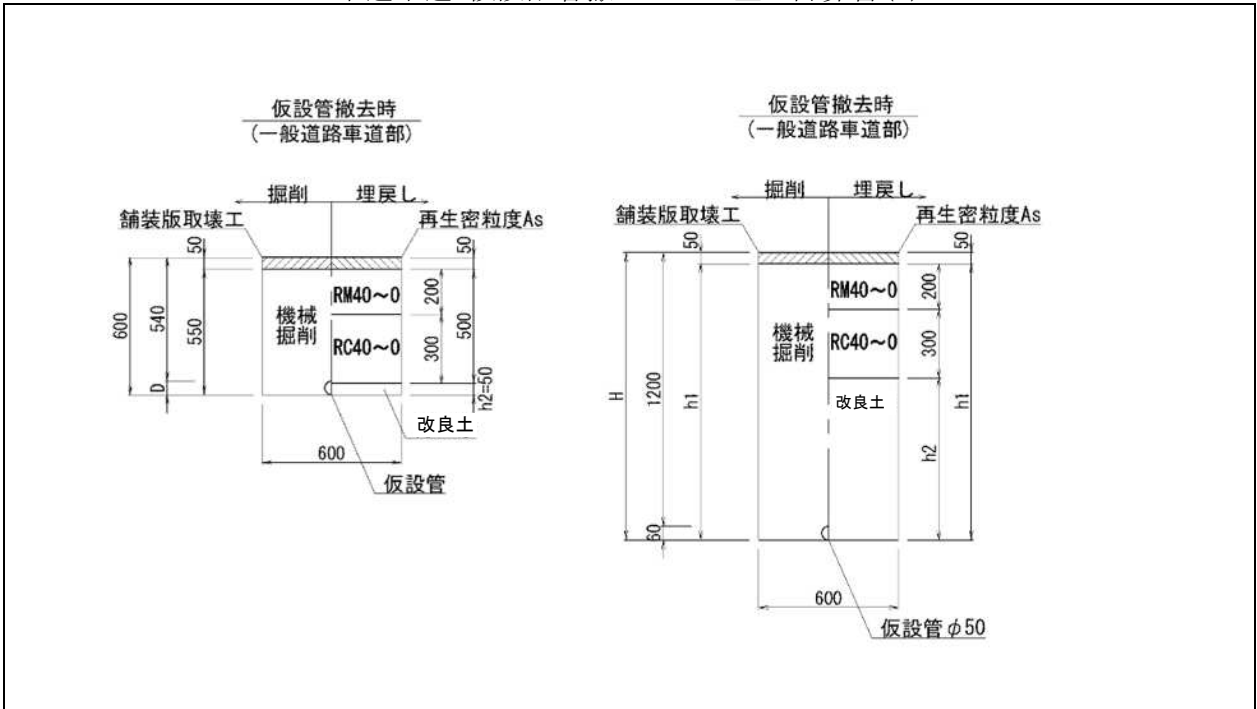 仮設管撤去時
(一般道路車道部)
掘削
埋戻し
舗装版取壊工
再生密粒度As
50
50
600
540
550
D
機械
掘削
RM40～0
RC40～0
200
300
500
h2=50
改良土
600
仮設管
仮設管撤去時
(一般道路車道部)
掘削
埋戻し
舗装版取壊工
再生密粒度As
50
50
H
1200
h1
60
機械
掘削
RM40～0
RC40～0
改良土
200
300
h2
h1
600
仮設管φ50